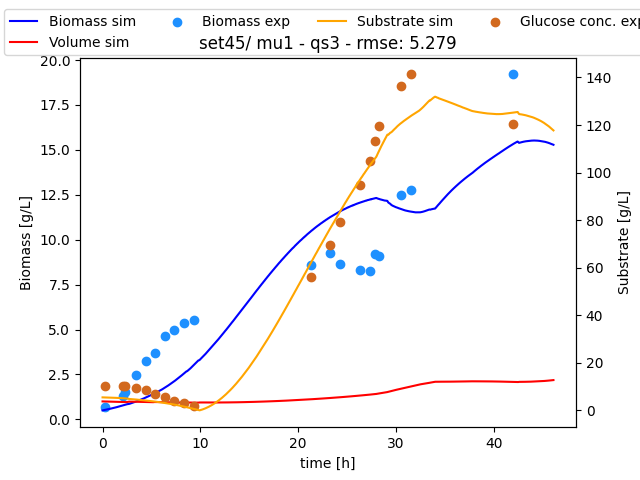 Biomass sim
Biomass exp
Substrate sim
Glucose conc. exp
Volume sim
set45/ mu1 - qs3 - rmse: 5.279
20.0
17.5
15.0
12.5
10.0
7.5
5.0
2.5
0.0
Biomass [g/L]
0
10
20
30
40
time [h]
140
120
100
80
60
40
20
0
Substrate [g/L]